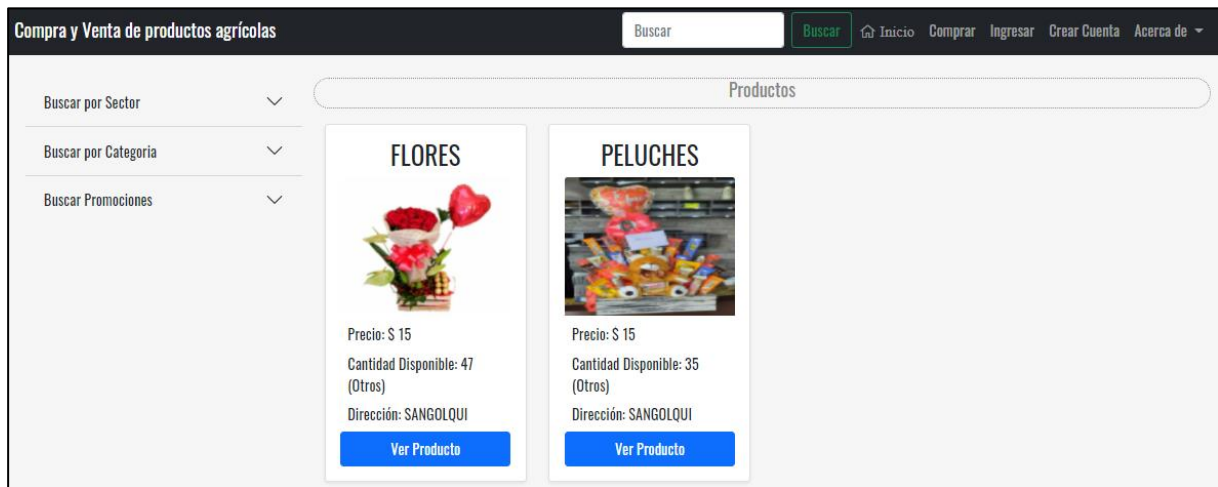 Compra y Venta de productos agrícolas
Buscar
Buscar
Inicio
Comprar
Ingresar
Crear Cuenta
Acerca de
Buscar por Sector
Buscar por Categoria
Buscar Promociones
Productos
FLORES
Precio: $ 15
Cantidad Disponible: 47
(Otros)
Dirección: SANGOLQUI
Ver Producto
PELUCHES
Precio: $ 15
Cantidad Disponible: 35
(Otros)
Dirección: SANGOLQUI
Ver Producto